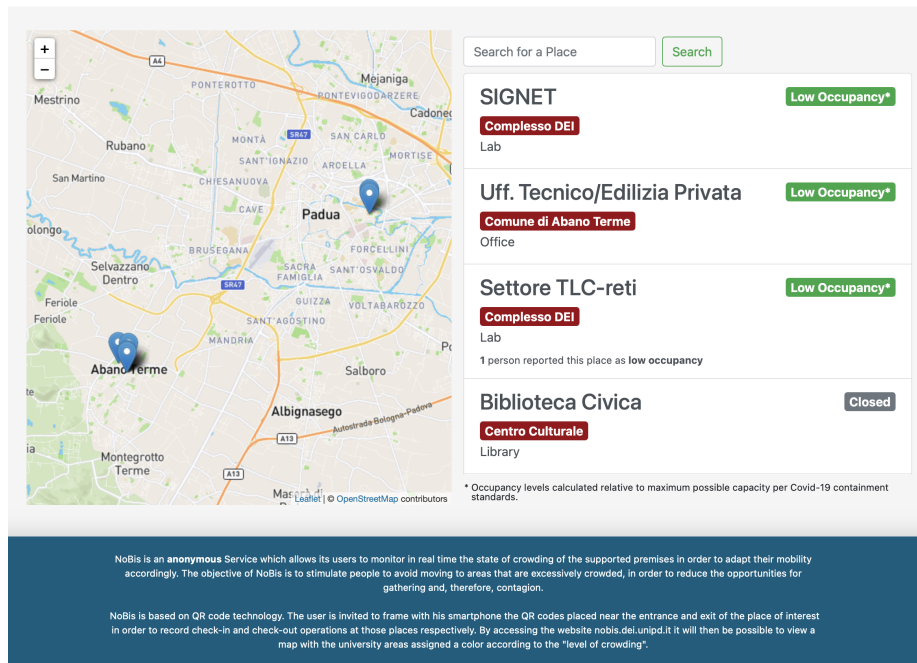 +
−
A4
Mejaniga
PONTEROTTO
PONTEVIGODARZERE
Mestrino
Rubano
MONTÀ
SR47
SAN CARLO
SANT'IGNAZIO
ARCELLA
MORTISE
San Martino
CHIESANUOVA
CAVE
Padua
BRUSEGANA
FORCELLINI
Selvazzano
Dentro
SACRA
FAMIGLIA
SANT'OSVALDO
SR47
Feriole
Feriole
GUIZZA
VOLTABAROZZO
SANT'AGOSTINO
MANDRIA
Abano Terme
Salboro
Albignasego
Autostrada Bologna-Padova
A13
Montegrotto
Terme
A13
Leaflet | © OpenStreetMap contributors
Search for a Place
Search
SIGNET
Low Occupancy*
Complesso DEI
Lab
Uff. Tecnico/Edilizia Privata
Low Occupancy*
Comune di Abano Terme
Office
Settore TLC-reti
Low Occupancy*
Complesso DEI
Lab
1 person reported this place as low occupancy
Biblioteca Civica
Closed
Centro Culturale
Library
* Occupancy levels calculated relative to maximum possible capacity per Covid-19 containment
standards.
NoBis is an anonymous Service which allows its users to monitor in real time the state of crowding of the supported premises in order to adapt their mobility
accordingly. The objective of NoBis is to stimulate people to avoid moving to areas that are excessively crowded, in order to reduce the opportunities for
gathering and, therefore, contagion.
NoBis is based on QR code technology. The user is invited to frame with his smartphone the QR codes placed near the entrance and exit of the place of interest
in order to record check-in and check-out operations at those places respectively. By accessing the website nobis.dei.unipd.it it will then be possible to view a
map with the university areas assigned a color according to the "level of crowding".